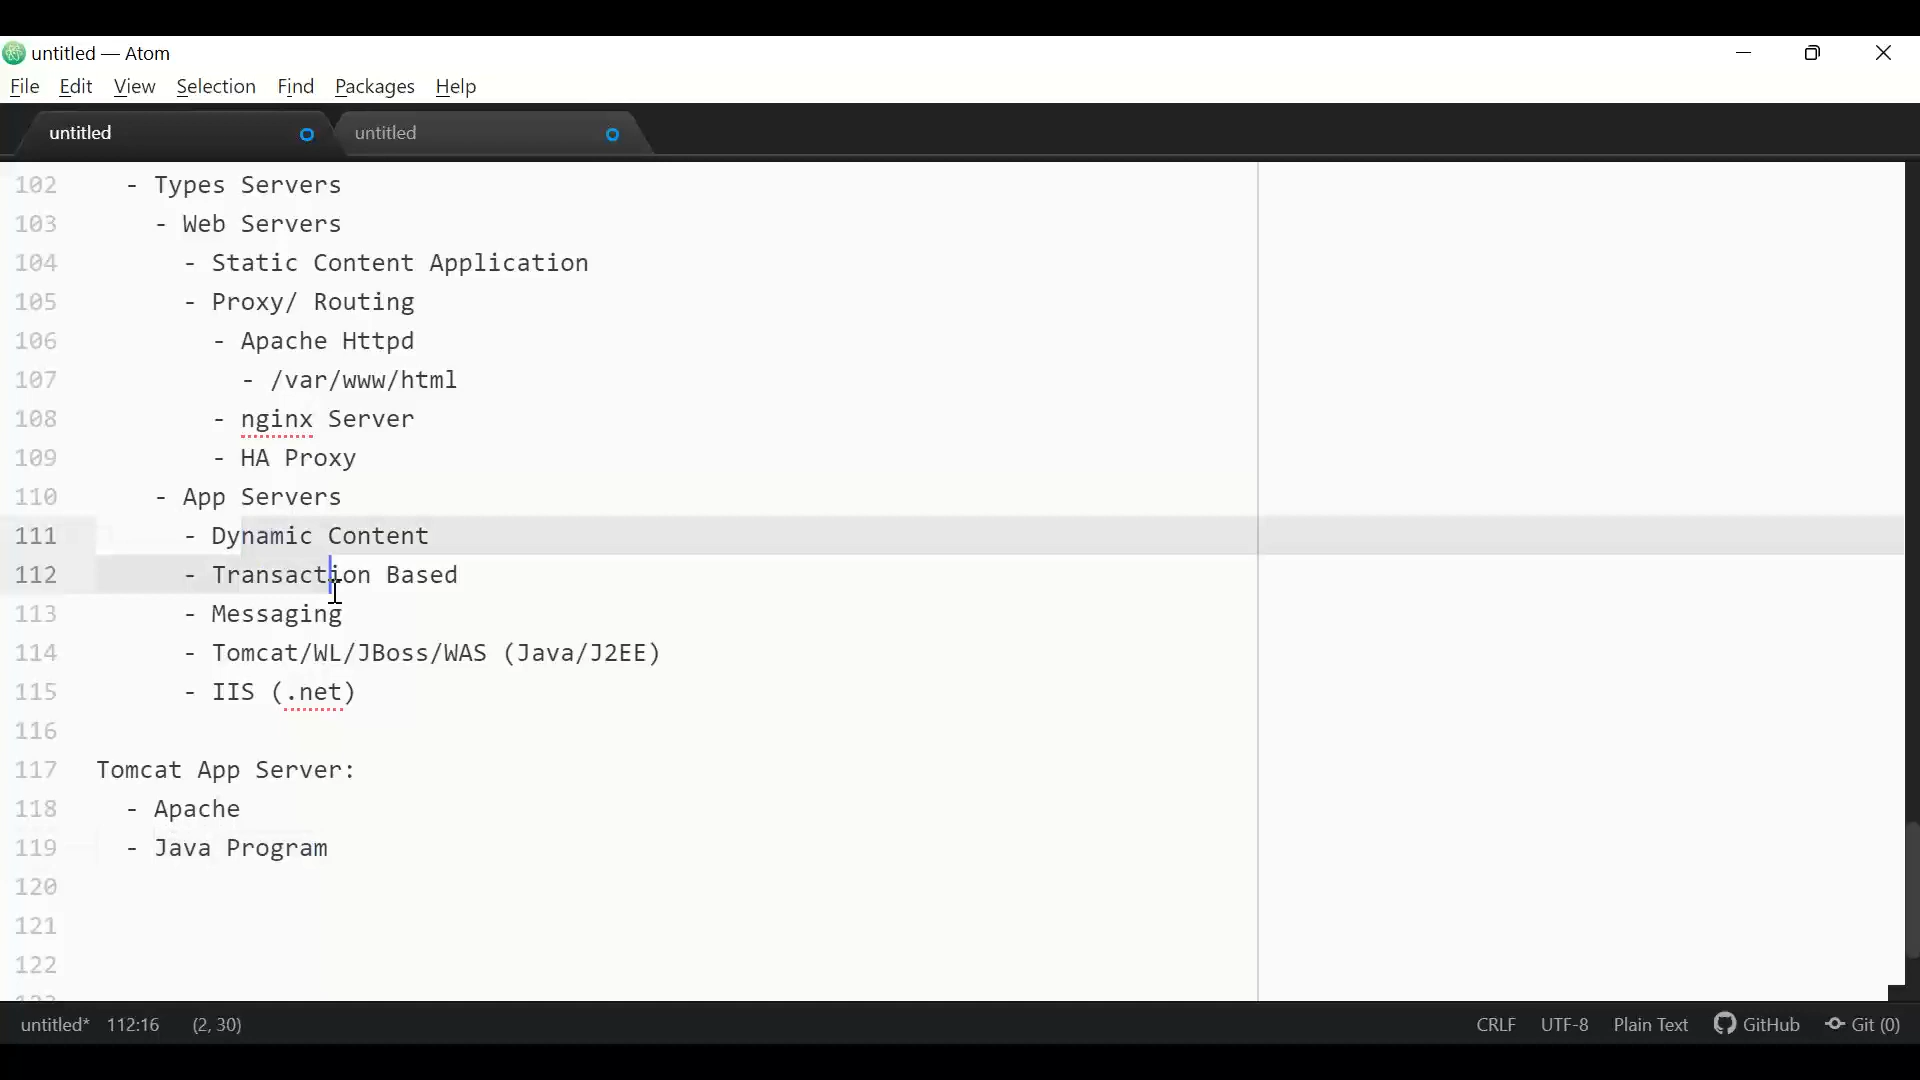 untitled — Atom
File Edit View Selection Find Packages Help
untitled untitled
102 - Types Servers
103 - Web Servers
104 - Static Content Application
105 - Proxy/ Routing
106 - Apache Httpd
107 - /var/www/html
108 - nginx Server
109 - HA Proxy
110 - App Servers
111 - Dynamic Content
112 - Transaction Based
113 - Messaging
114 - Tomcat/WL/JBoss/WAS (Java/J2EE)
115 - IIS (.net)
116
117 Tomcat App Server:
118 - Apache
119 - Java Program
120
121
122
123
untitled* 112:16 (2, 30) CRLF UTF-8 Plain Text GitHub Git (0)